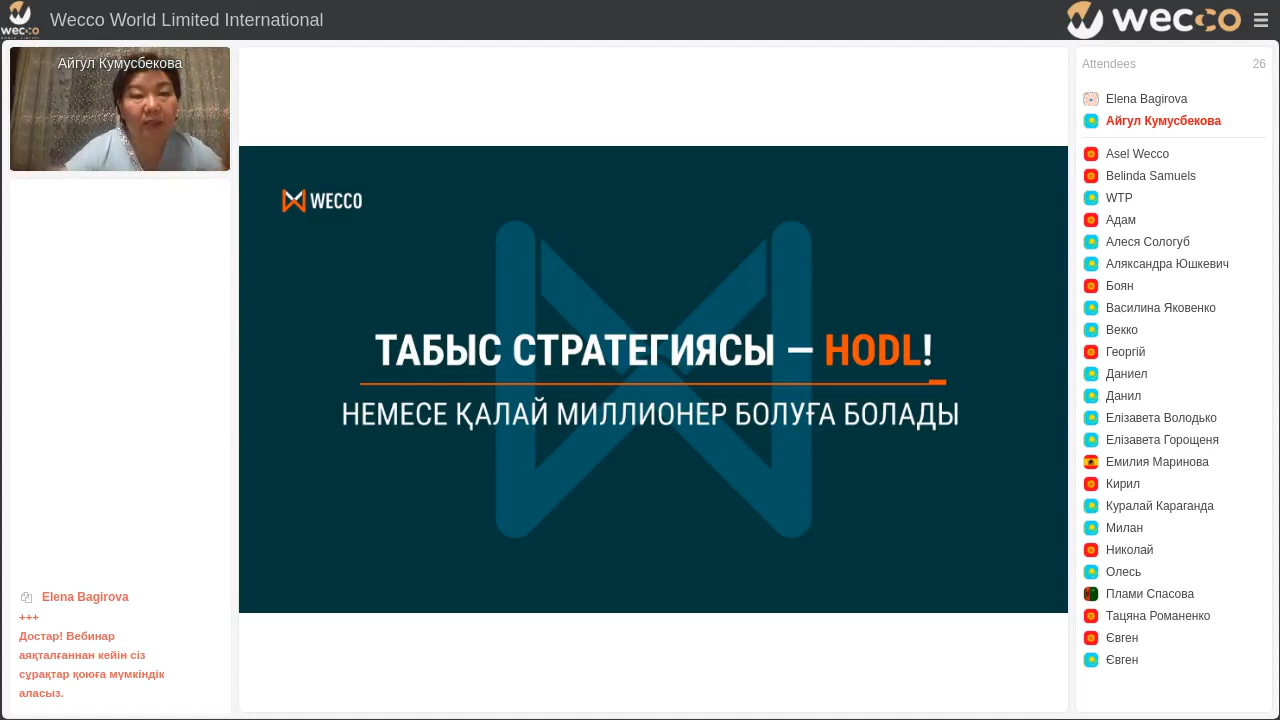 wecco
Wecco World Limited International
wecco
Айгул Кумусбекова
WECCO
ТАБЫС СТРАТЕГИЯСЫ – HODL!
НЕМЕСЕ ҚАЛАЙ МИЛЛИОНЕР БОЛУҒА БОЛАДЫ
Elena Bagirova
+++
Достар! Вебинар
аяқталғаннан кейін сіз
сұрақтар қоюға мүмкіндік
аласыз.
Attendees 26
Elena Bagirova
Айгул Кумусбекова
Asel Wecco
Belinda Samuels
WTP
Адам
Алеся Сологуб
Аляксандра Юшкевич
Боян
Василина Яковенко
Векко
Георгій
Даниел
Данил
Елізавета Володько
Елізавета Горощеня
Емилия Маринова
Кирил
Куралай Караганда
Милан
Николай
Олесь
Плами Спасова
Тацяна Романенко
Євген
Євген